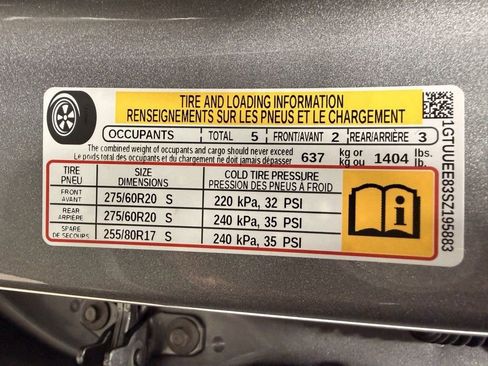 TIRE AND LOADING INFORMATION
RENSEIGNEMENTS SUR LES PNEUS ET LE CHARGEMENT
OCCUPANTS TOTAL 5 FRONT/AVANT 2 REAR/ARRIÈRE 3
The combined weight of occupants and cargo should never exceed
Le poids total des occupants et du chargement ne doit jamais dépasser 637 kg or kg ou 1404 lbs. lb.
TIRE PNEU SIZE DIMENSIONS COLD TIRE PRESSURE PRESSION DES PNEUS A FROID
FRONT AVANT 275/60R20 S 220 kPa, 32 PSI
REAR ARRIÈRE 275/60R20 S 240 kPa, 35 PSI
SPARE DE SECOURS 255/80R17 S 240 kPa, 35 PSI
1GTUUEE83SZ195883